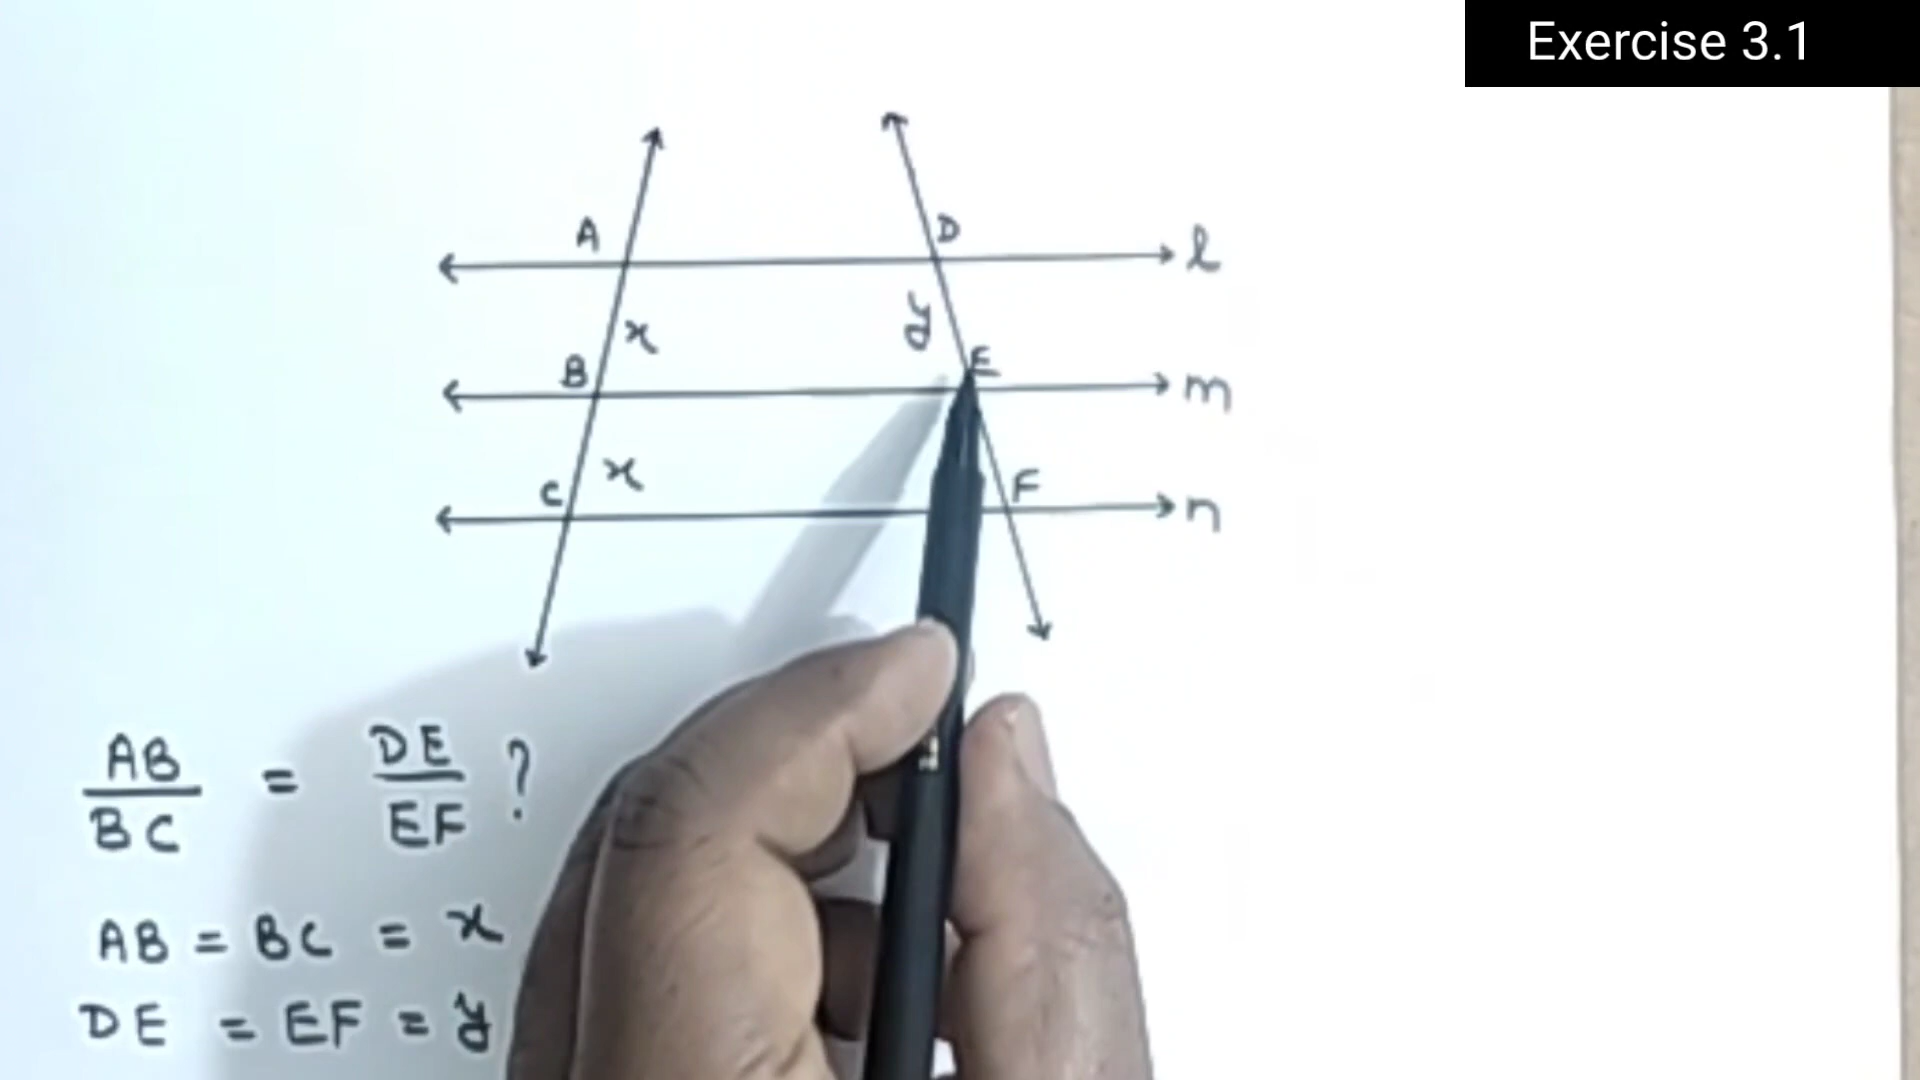 Exercise 3.1
A D l
x y
B E m
x
C F n
AB/BC = DE/EF ?
AB = BC = x
DE = EF = y